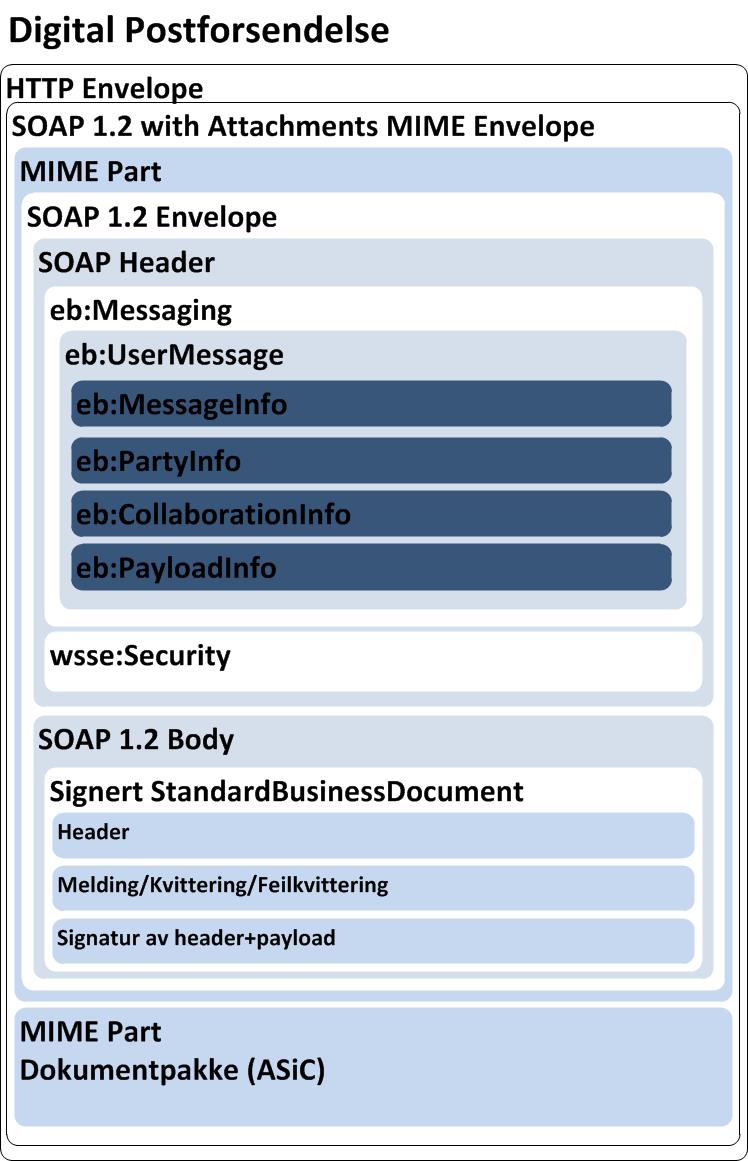 Digital Postforsendelse
HTTP Envelope
SOAP 1.2 with Attachments MIME Envelope
MIME Part
SOAP 1.2 Envelope
SOAP Header
eb:Messaging
eb:UserMessage
eb:MessageInfo
eb:PartyInfo
eb:CollaborationInfo
eb:PayloadInfo
wsse:Security
SOAP 1.2 Body
Signert StandardBusinessDocument
Header
Melding/Kvittering/Feilkvittering
Signatur av header+payload
MIME Part
Dokumentpakke (ASiC)